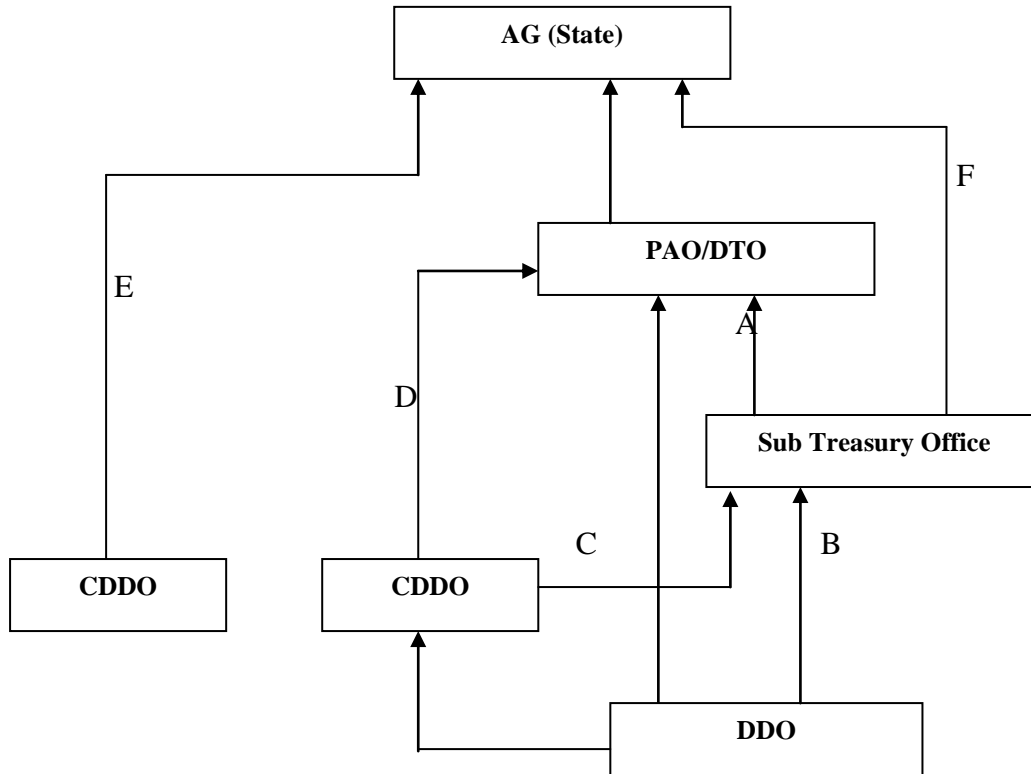 AG (State)
F
PAO/DTO
E
A
D
Sub Treasury Office
C
B
CDDO
CDDO
DDO